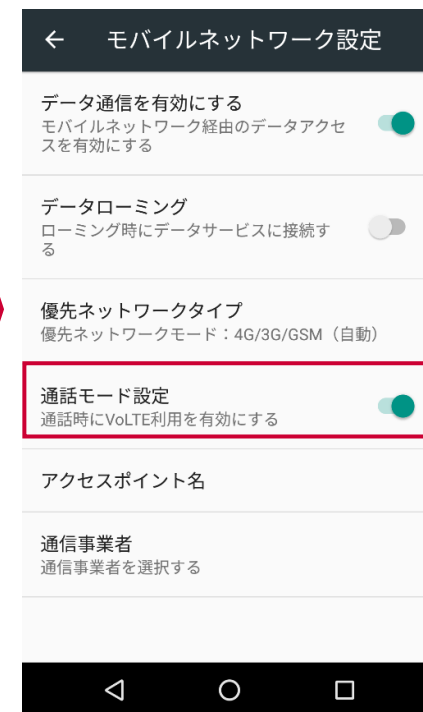 モバイルネットワーク設定
データ通信を有効にする
モバイルネットワーク経由のデータアクセ
スを有効にする
データローミング
ローミング時にデータサービスに接続す
る
優先ネットワークタイプ
優先ネットワークモード：4G/3G/GSM（自動）
通話モード設定
通話時にVoLTE利用を有効にする
アクセスポイント名
通信事業者
通信事業者を選択する